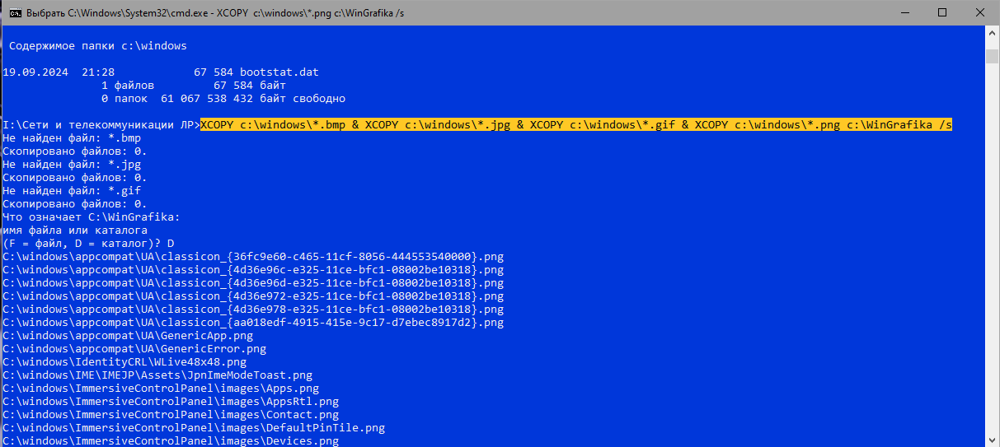 Выбрать C:\Windows\System32\cmd.exe - XCOPY c:\windows\*.png c:\WinGrafika /s
Содержимое папки c:\windows
19.09.2024 21:28 67 584 bootstat.dat
1 файлов 67 584 байт
0 папок 61 067 538 432 байт свободно
I:\Сети и телекоммуникации ЛР>XCOPY c:\windows\*.bmp & XCOPY c:\windows\*.jpg & XCOPY c:\windows\*.gif & XCOPY c:\windows\*.png c:\WinGrafika /s
Не найден файл: *.bmp
Скопировано файлов: 0.
Не найден файл: *.jpg
Скопировано файлов: 0.
Не найден файл: *.gif
Скопировано файлов: 0.
Что означает C:\WinGrafika:
имя файла или каталога
(F = файл, D = каталог)? D
C:\windows\appcompat\UA\classicon_{36fc9e60-c465-11cf-8056-444553540000}.png
C:\windows\appcompat\UA\classicon_{4d36e96c-e325-11ce-bfc1-08002be10318}.png
C:\windows\appcompat\UA\classicon_{4d36e96d-e325-11ce-bfc1-08002be10318}.png
C:\windows\appcompat\UA\classicon_{4d36e972-e325-11ce-bfc1-08002be10318}.png
C:\windows\appcompat\UA\classicon_{4d36e978-e325-11ce-bfc1-08002be10318}.png
C:\windows\appcompat\UA\classicon_{aa018edf-4915-415e-9c17-d7ebec8917d2}.png
C:\windows\appcompat\UA\GenericApp.png
C:\windows\appcompat\UA\GenericError.png
C:\windows\IdentityCRL\WLive48x48.png
C:\windows\IME\IMEJP\Assets\JpnImeModeToast.png
C:\windows\ImmersiveControlPanel\images\Apps.png
C:\windows\ImmersiveControlPanel\images\AppsRtl.png
C:\windows\ImmersiveControlPanel\images\Contact.png
C:\windows\ImmersiveControlPanel\images\DefaultPinTile.png
C:\windows\ImmersiveControlPanel\images\Devices.png